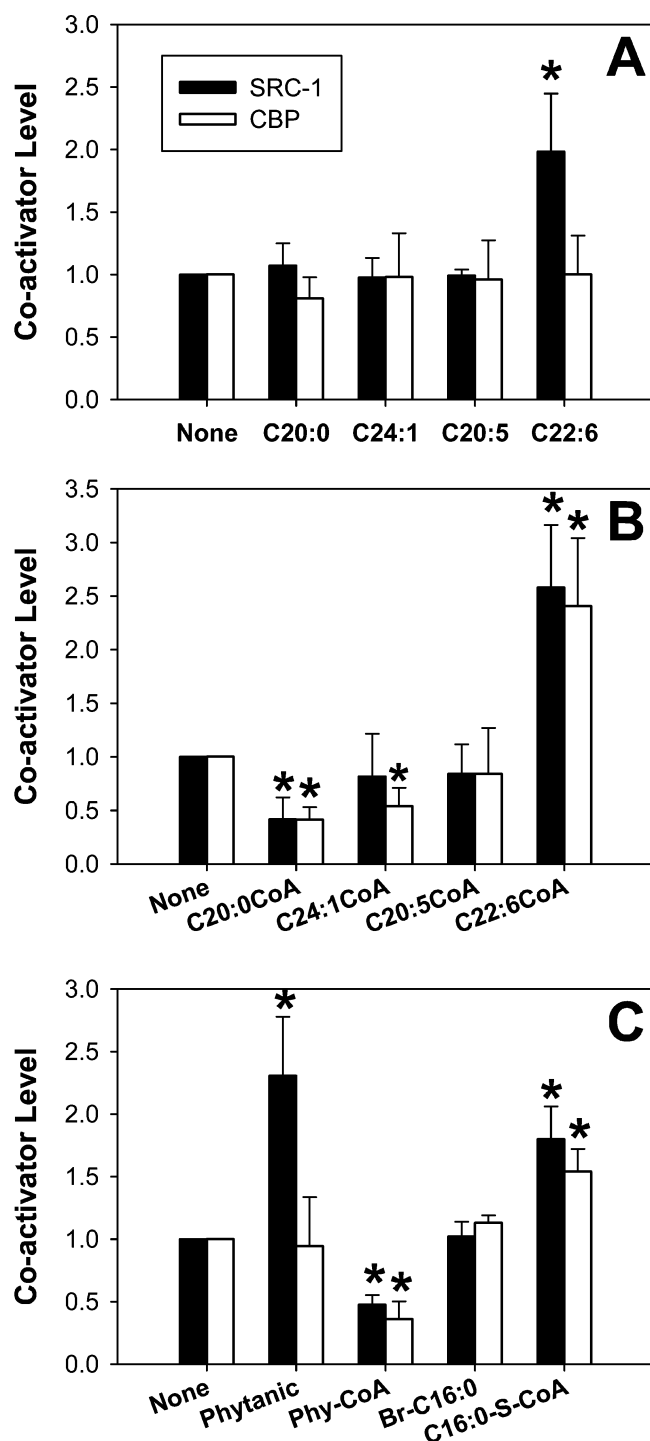 A
Co-activator Level
3.0
2.5
2.0
1.5
1.0
0.5
0.0
SRC-1
CBP
*
None C20:0 C24:1 C20:5 C22:6
B
Co-activator Level
3.5
3.0
2.5
2.0
1.5
1.0
0.5
0.0
* * * * *
None C20:0CoA C24:1CoA C20:5CoA C22:6CoA
C
Co-activator Level
3.0
2.5
2.0
1.5
1.0
0.5
0.0
* * * * *
None Phytanic Phy-CoA Br-C16:0 C16:0-S-CoA